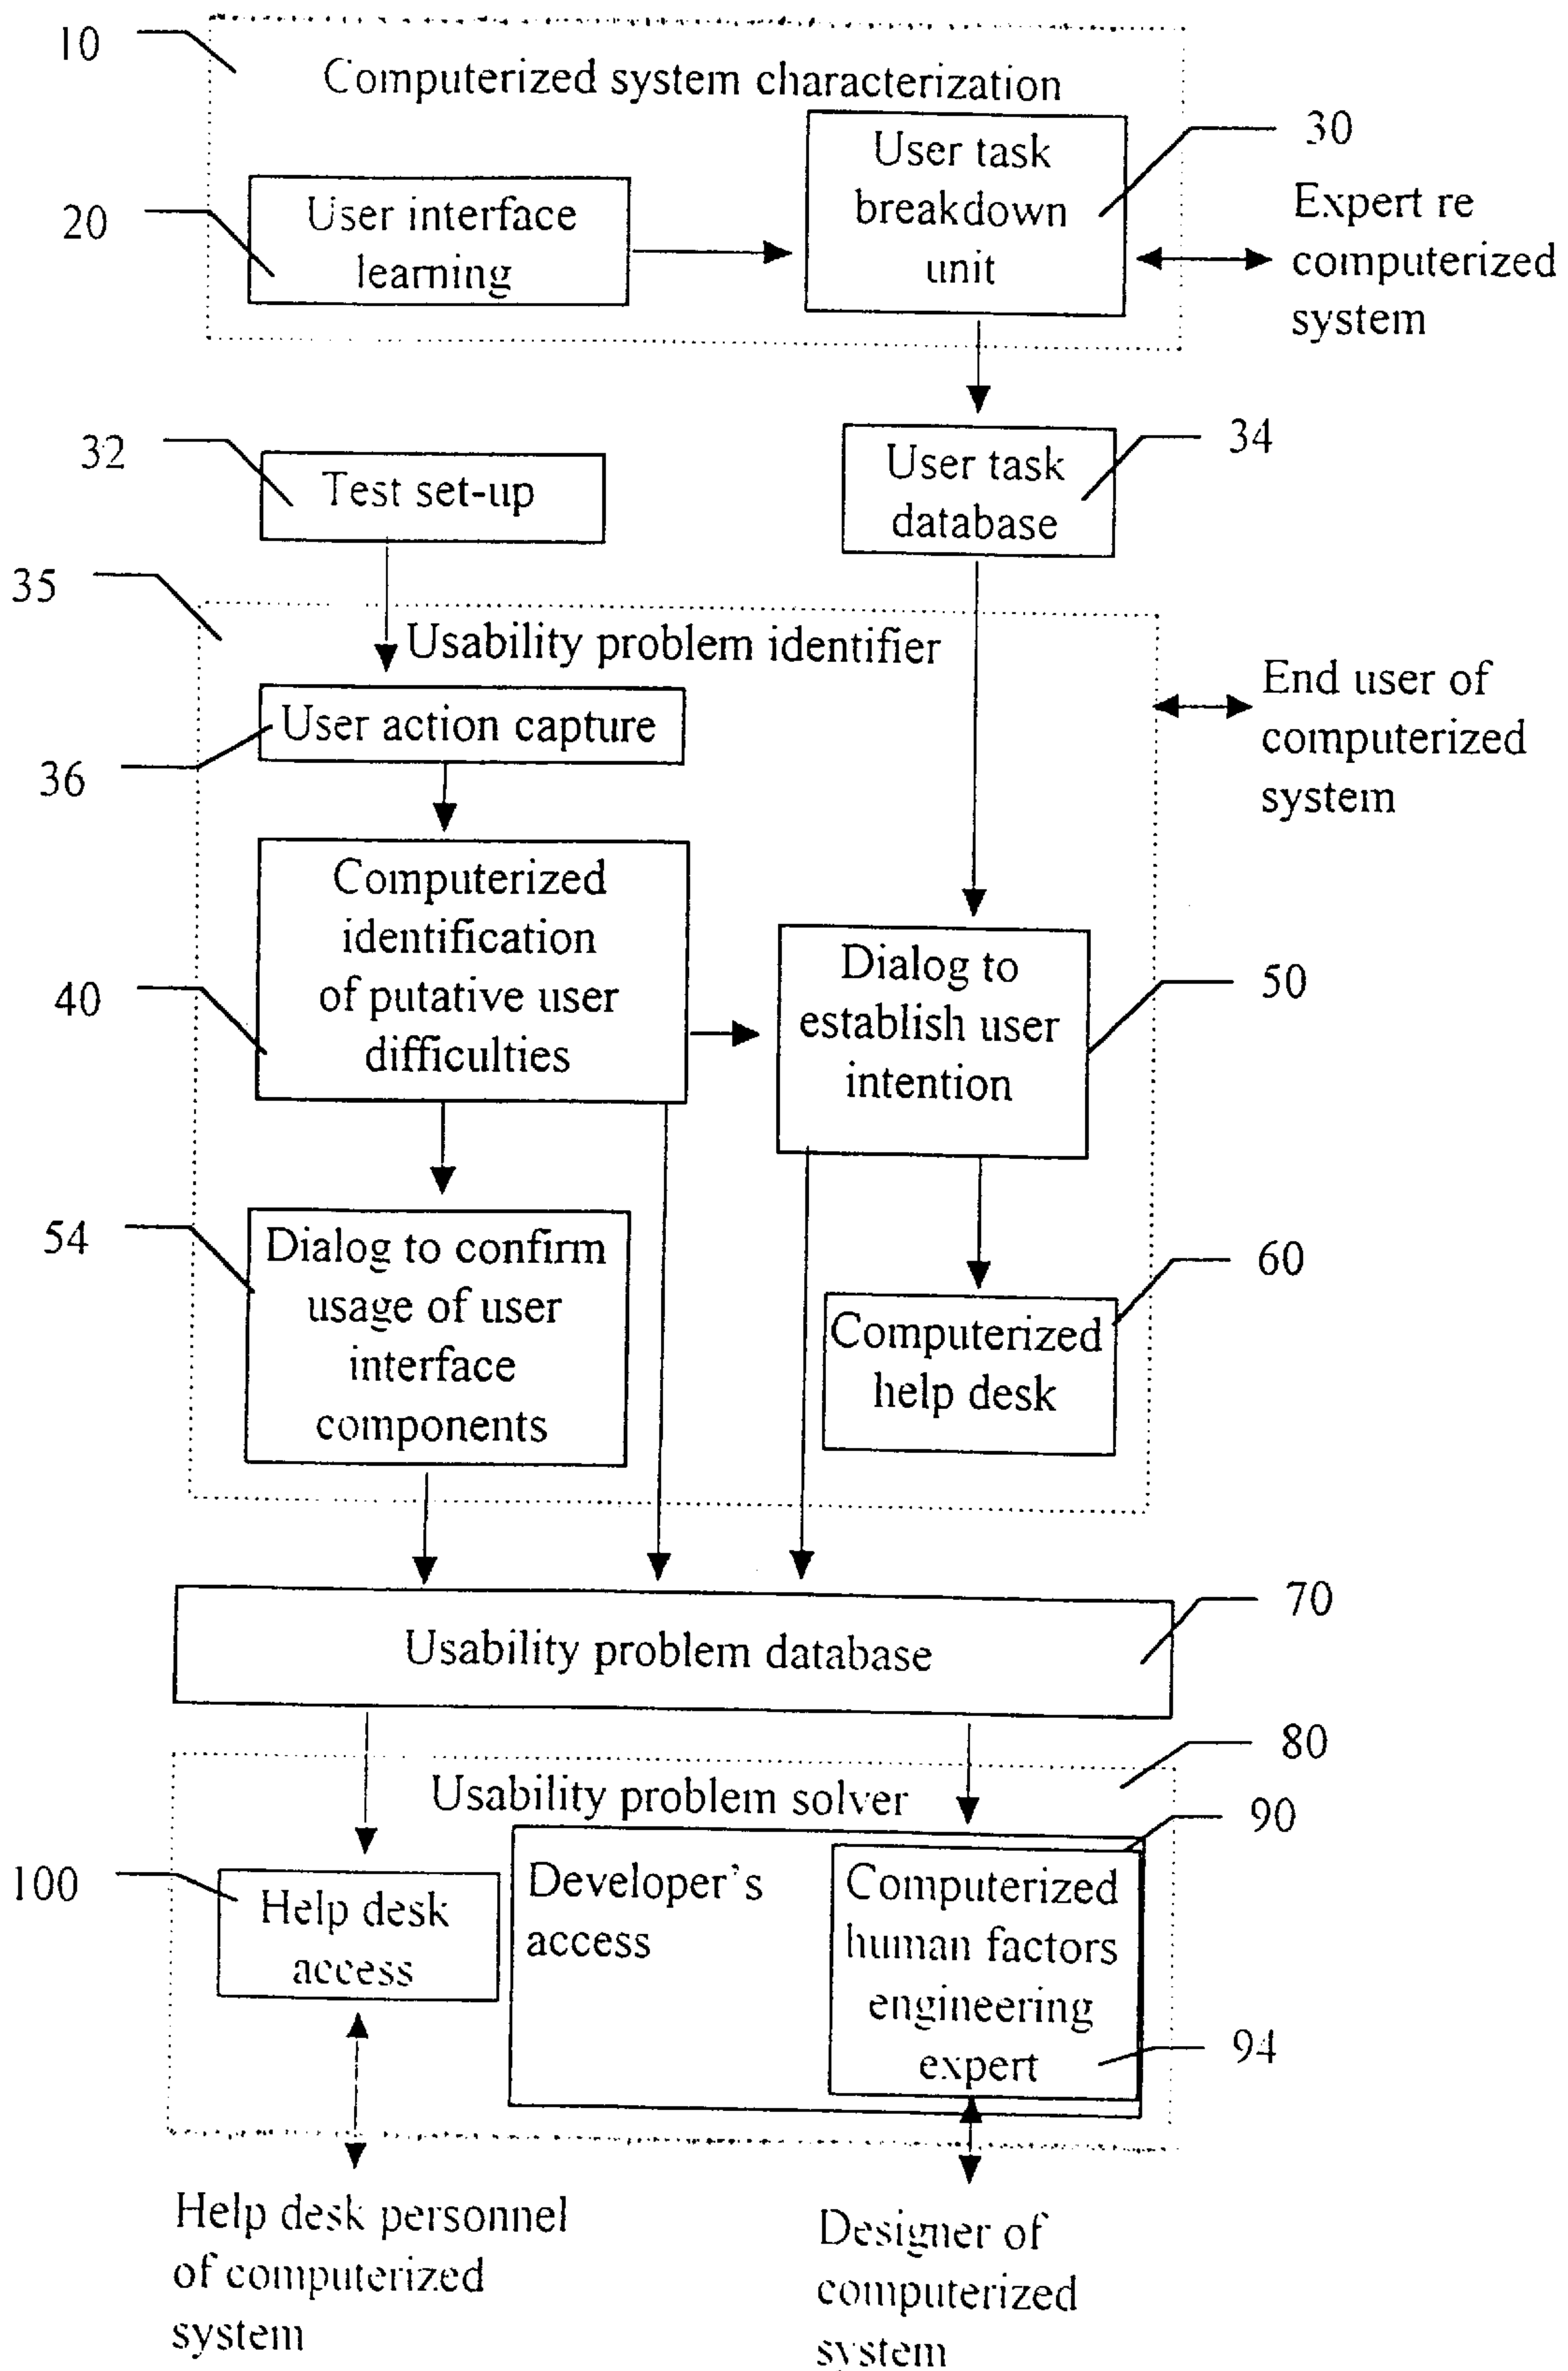 10
Computerized system characterization
30
User task
breakdown
unit
20
User interface
learning
Expert re
computerized
system
32
Test set-up
34
User task
database
35
Usability problem identifier
End user of
computerized
system
36
User action capture
40
Computerized
identification
of putative user
difficulties
50
Dialog to
establish user
intention
54
Dialog to confirm
usage of user
interface
components
60
Computerized
help desk
70
Usability problem database
80
Usability problem solver
90
100
Help desk
access
Developer's
access
Computerized
human factors
engineering
expert
94
Help desk personnel
of computerized
system
Designer of
computerized
system